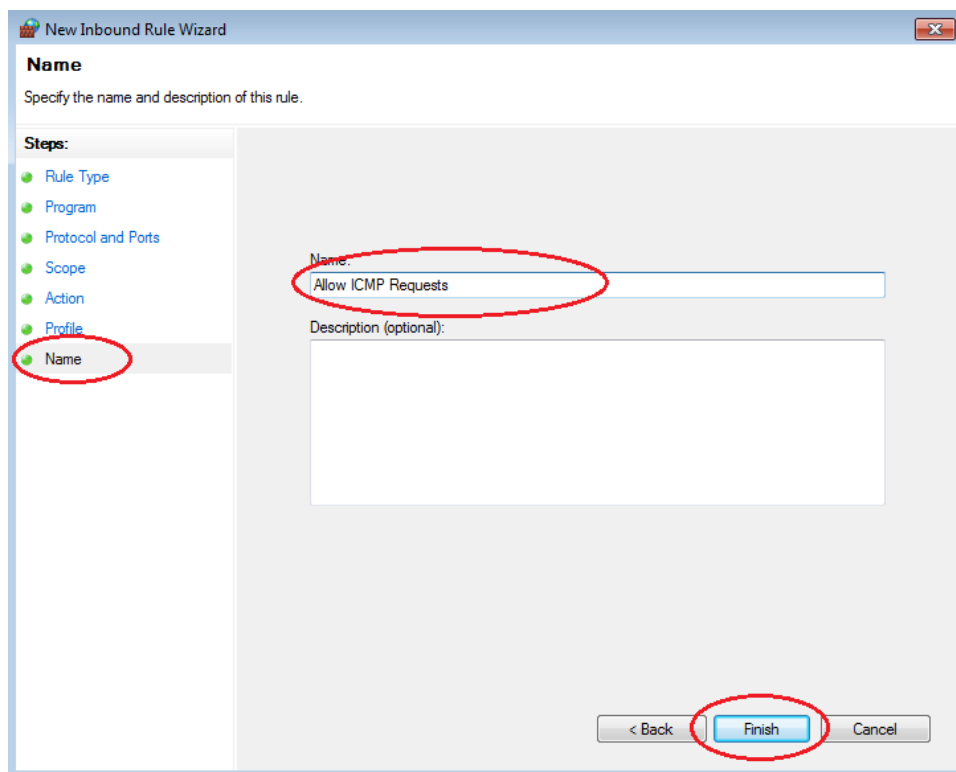 New Inbound Rule Wizard
Name
Specify the name and description of this rule.
Steps:
Rule Type
Program
Protocol and Ports
Scope
Action
Profile
Name
Name:
Allow ICMP Requests
Description (optional):
< Back Finish Cancel